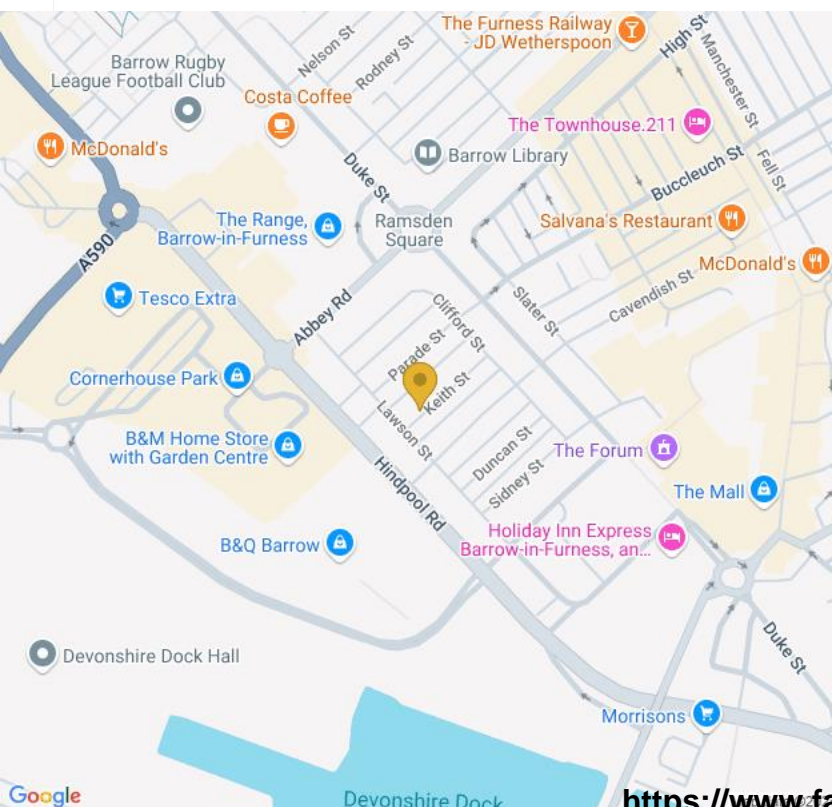 The Furness Railway
- JD Wetherspoon
High St
Manchester St
Nelson St
Rodney St
Barrow Rugby
League Football Club
Costa Coffee
The Townhouse.211
McDonald's
Barrow Library
Duke St
Fell St
Buccleuch St
The Range,
Barrow-in-Furness
Ramsden
Square
Salvana's Restaurant
A590
McDonald's
Tesco Extra
Abbey Rd
Clifford St
Slater St
Cavendish St
Parade St
Cornerhouse Park
Keith St
Lawson St
B&M Home Store
with Garden Centre
Duncan St
The Forum
Sidney St
Hindpool Rd
The Mall
B&Q Barrow
Holiday Inn Express
Barrow-in-Furness, an...
Devonshire Dock Hall
Duke St
Morrisons
Google
Devonshire Dock
https://www.fa